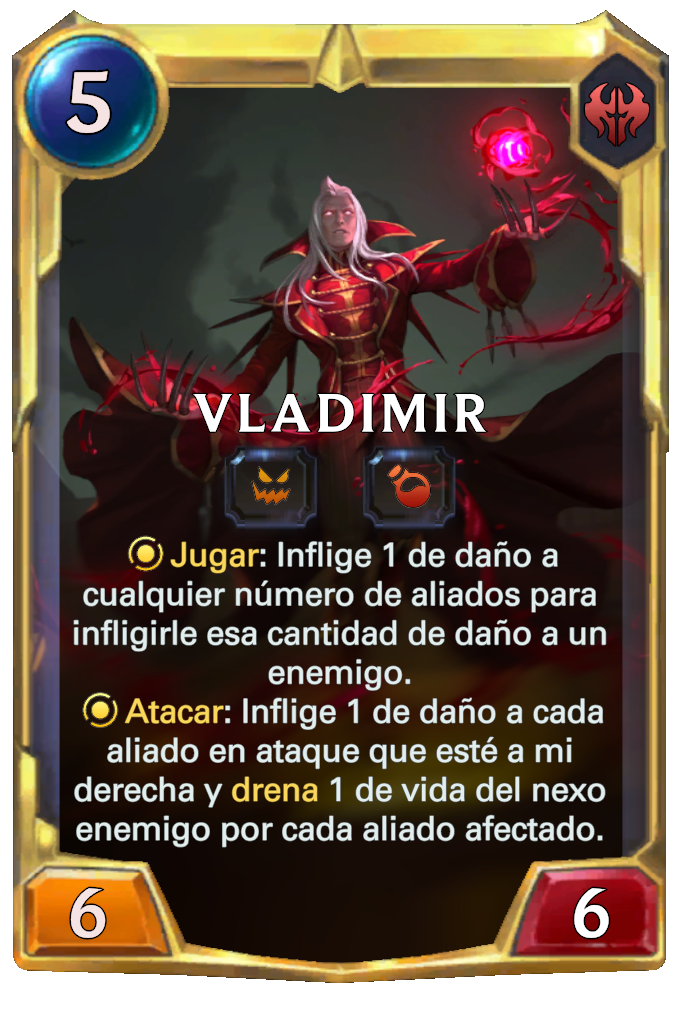 5
VLADIMIR
Jugar: Inflige 1 de daño a
cualquier número de aliados para
infligirle esa cantidad de daño a un
enemigo.
Atacar: Inflige 1 de daño a cada
aliado en ataque que esté a mi
derecha y drena 1 de vida del nexo
enemigo por cada aliado afectado.
6
6